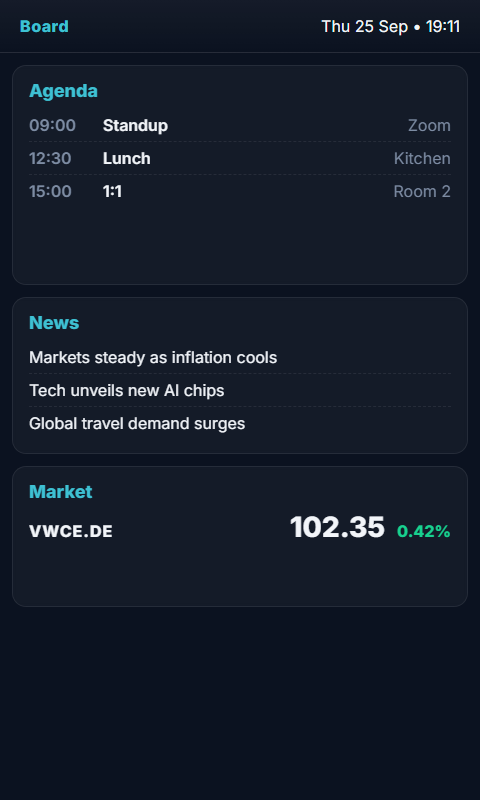 Board Thu 25 Sep • 19:11
Agenda
09:00 Standup Zoom
12:30 Lunch Kitchen
15:00 1:1 Room 2
News
Markets steady as inflation cools
Tech unveils new AI chips
Global travel demand surges
Market
VWCE.DE 102.35 0.42%